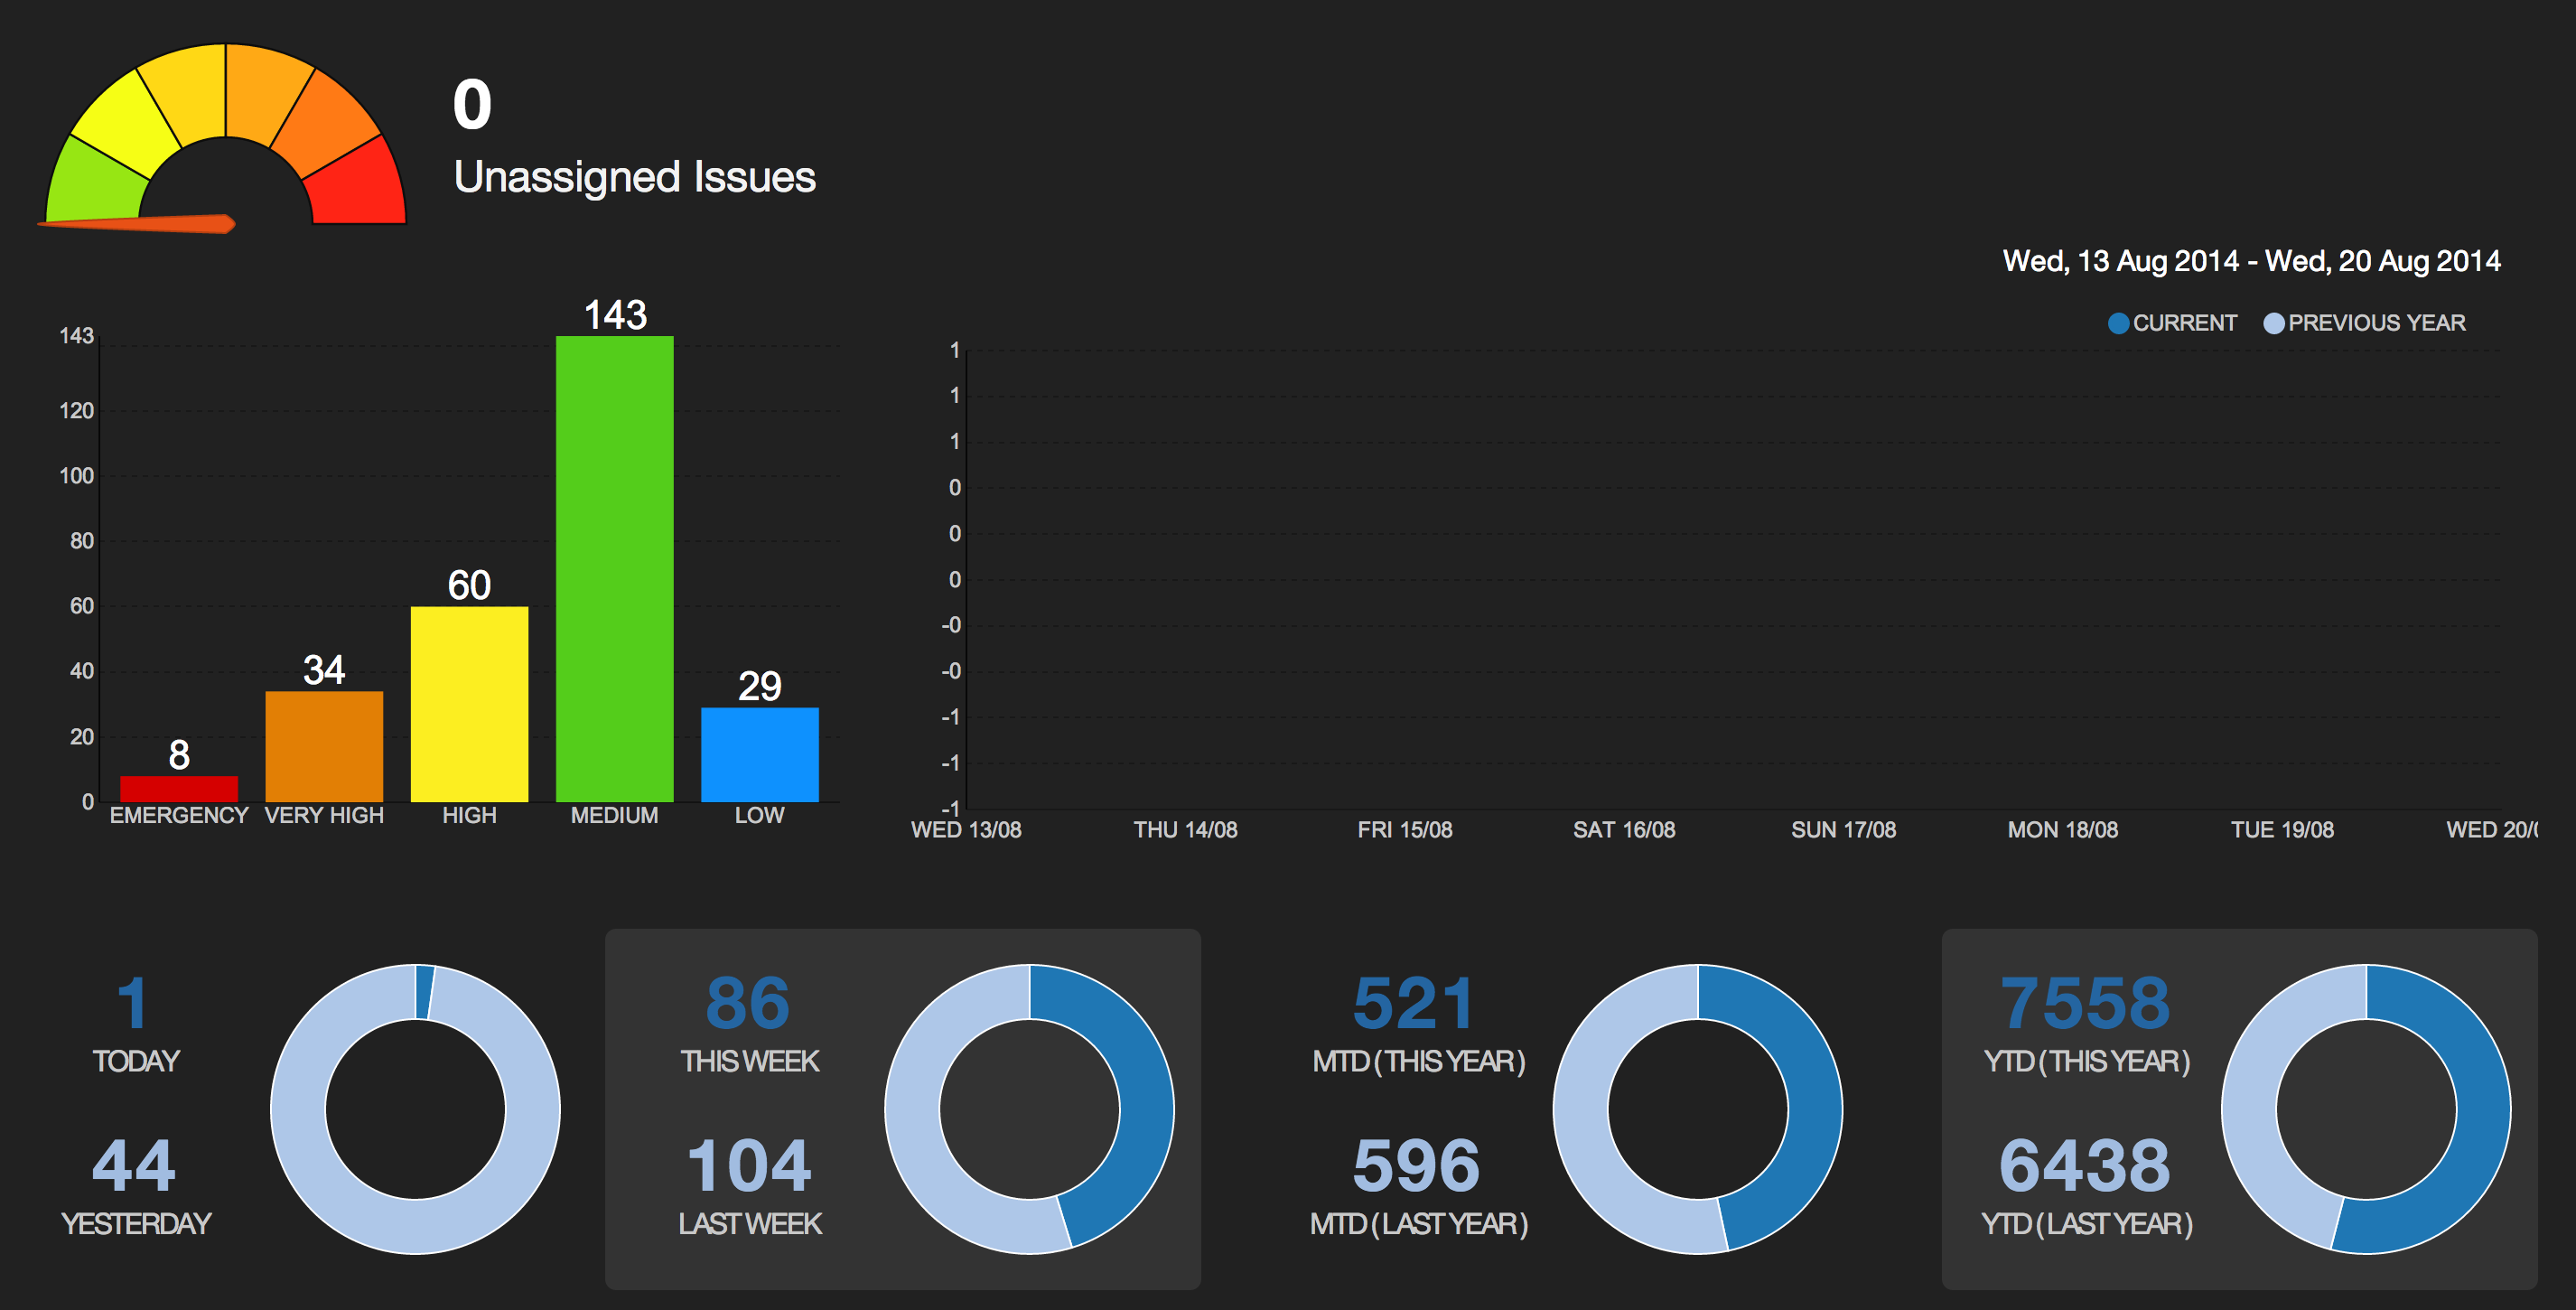 0
Unassigned Issues
Wed, 13 Aug 2014 - Wed, 20 Aug 2014
CURRENT PREVIOUS YEAR
143
120
100
80
60
40
20
0
8
34
60
143
29
EMERGENCY VERY HIGH HIGH MEDIUM LOW
1
1
1
0
0
0
-0
-0
-1
-1
-1
WED 13/08 THU 14/08 FRI 15/08 SAT 16/08 SUN 17/08 MON 18/08 TUE 19/08 WED 20/
1
TODAY
44
YESTERDAY
86
THIS WEEK
104
LAST WEEK
521
MTD (THIS YEAR)
596
MTD (LAST YEAR)
7558
YTD (THIS YEAR)
6438
YTD (LAST YEAR)